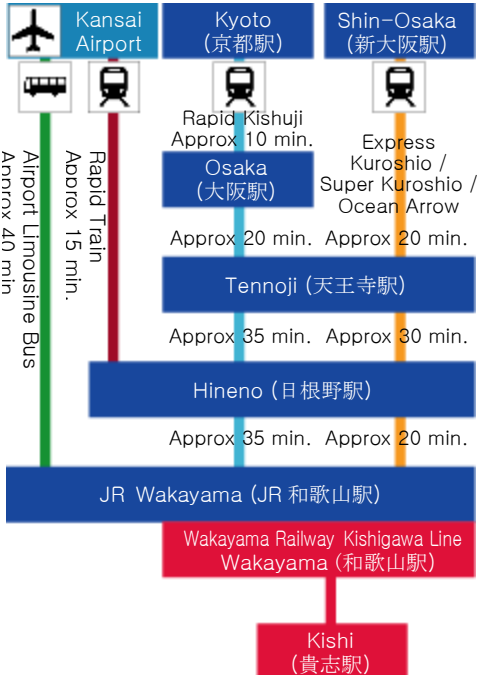 Kansai
Airport
Kyoto
(京都駅)
Shin-Osaka
(新大阪駅)
Rapid Kishuji
Approx 10 min.
Osaka
(大阪駅)
Express
Kuroshio /
Super Kuroshio /
Ocean Arrow
Rapid Train
Approx 15 min.
Airport Limousine Bus
Approx 40 min
Approx 20 min.
Approx 20 min.
Tennoji (天王寺駅)
Approx 35 min.
Approx 30 min.
Hineno (日根野駅)
Approx 35 min.
Approx 20 min.
JR Wakayama (JR 和歌山駅)
Wakayama Railway Kishigawa Line
Wakayama (和歌山駅)
Kishi
(貴志駅)